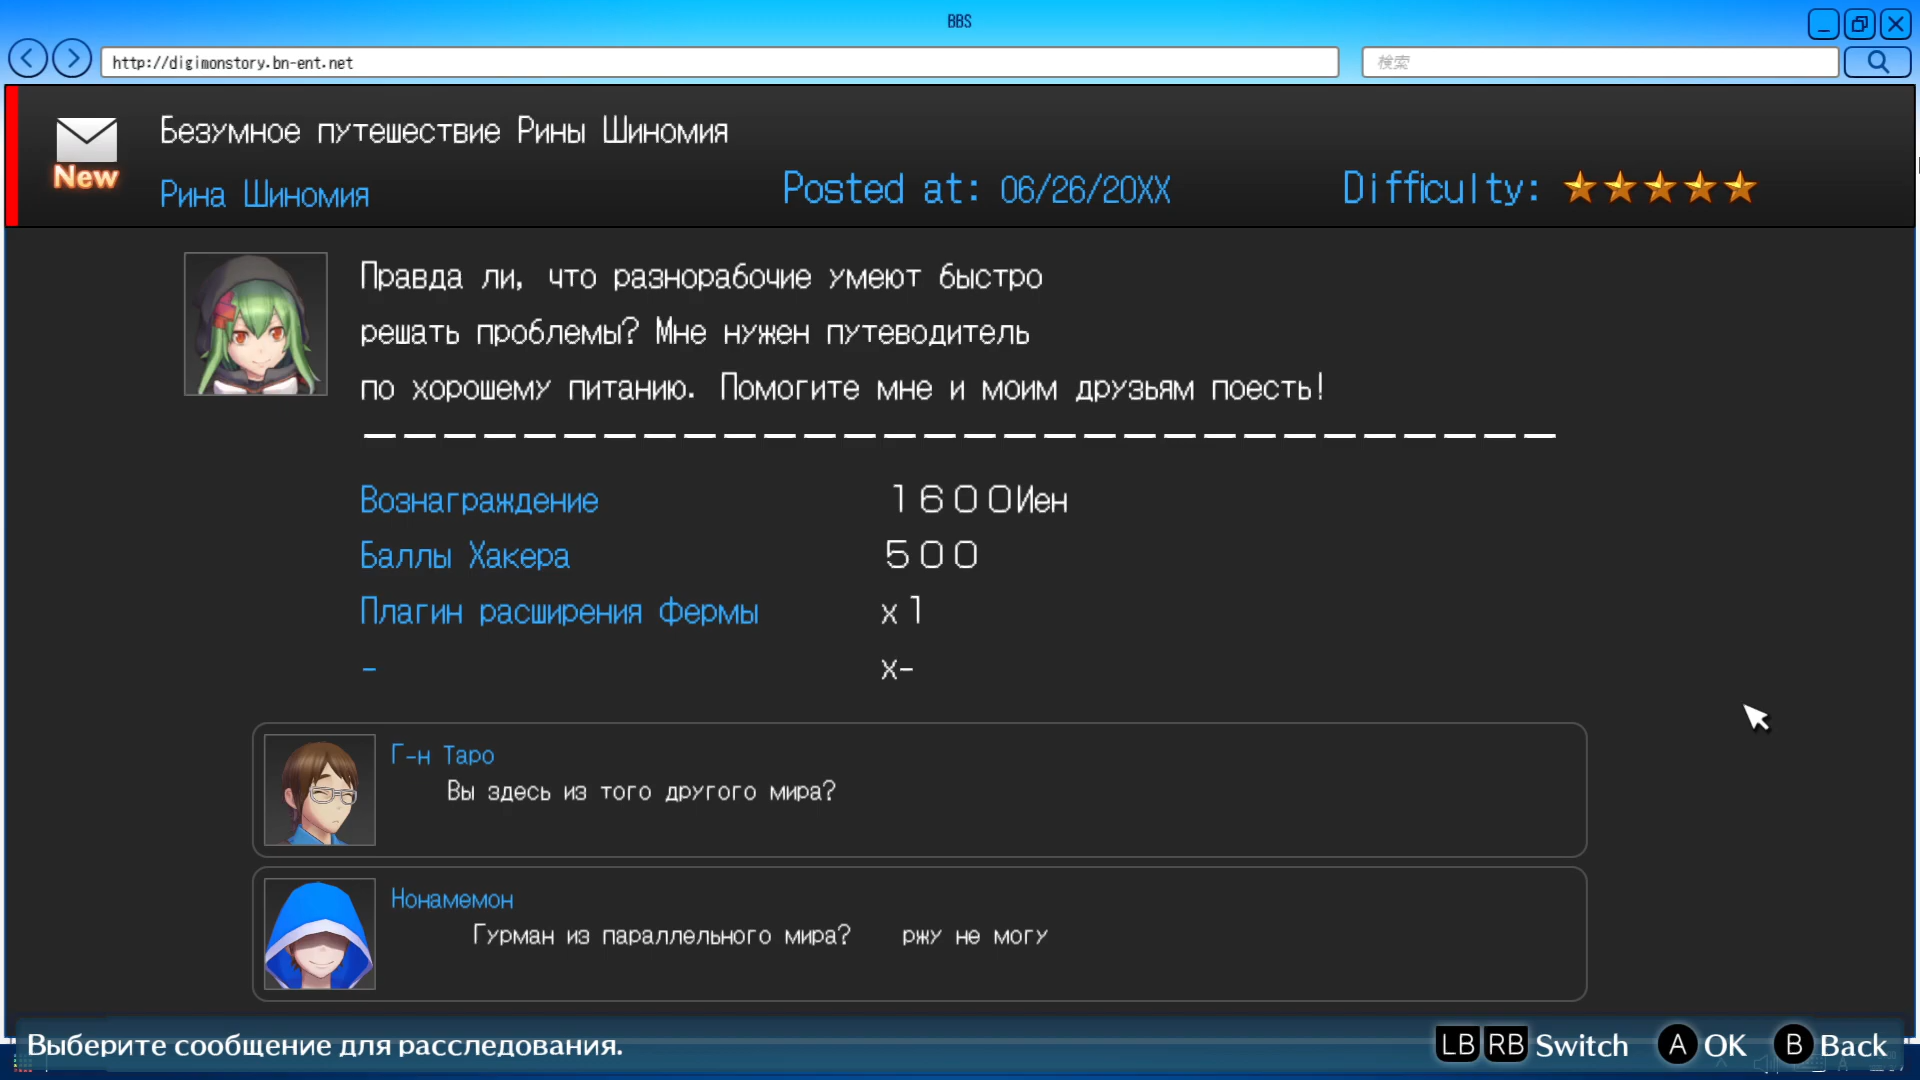 BBS
http://digimonstory.bn-ent.net
検索
Безумное путешествие Рины Шиномия
New
Рина Шиномия
Posted at: 06/26/20XX
Difficulty: ★★★★★
Правда ли, что разнорабочие умеют быстро
решать проблемы? Мне нужен путеводитель
по хорошему питанию. Помогите мне и моим друзьям поесть!
Вознаграждение １６００Иен
Баллы Хакера ５００
Плагин расширения Фермы x１
- x-
Г-н Таро
Вы здесь из того другого мира?
Нонамемон
Гурман из параллельного мира? ржу не могу
Выберите сообщение для расследования.
LB RB Switch A OK B Back